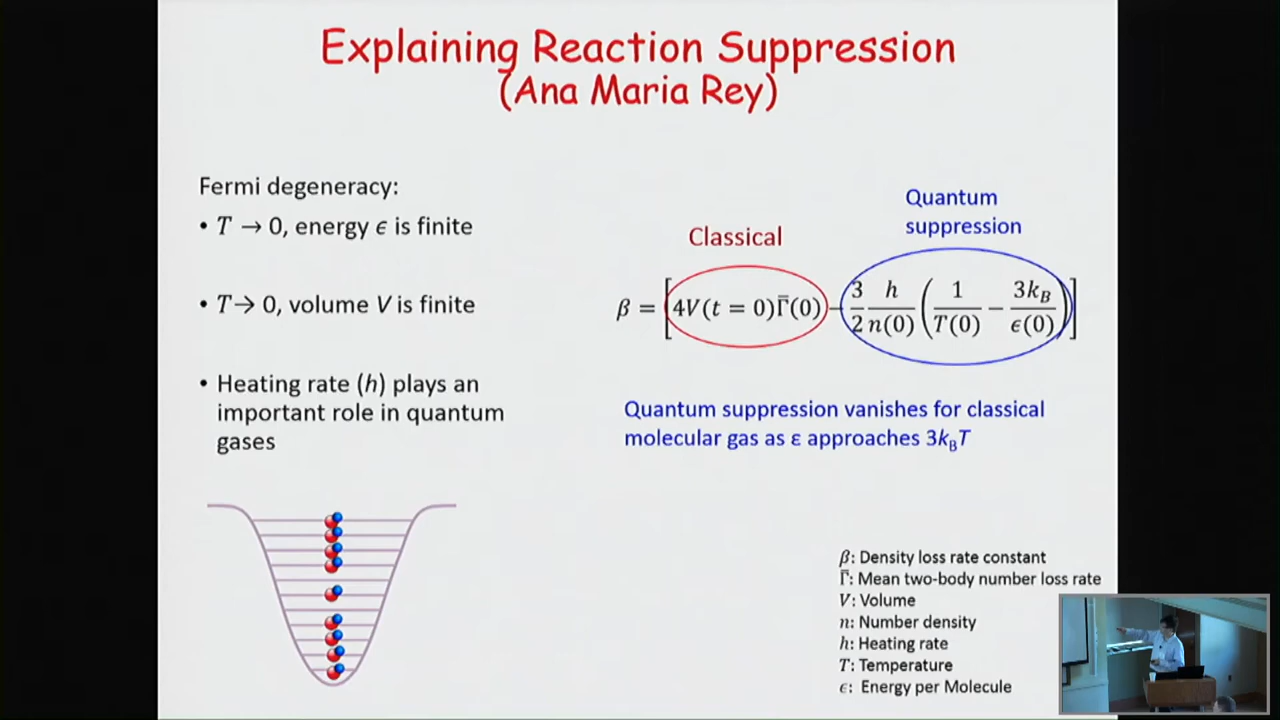 Explaining Reaction Suppression
(Ana Maria Rey)
Fermi degeneracy:
• T → 0, energy ϵ is finite
• T→ 0, volume V is finite
• Heating rate (h) plays an
important role in quantum
gases
Classical
Quantum
suppression
β = [4V(t = 0)Γ̄(0) − 3/2 h/n(0) (1/T(0) − 3k_B/ϵ(0))]
Quantum suppression vanishes for classical
molecular gas as ε approaches 3k_BT
β: Density loss rate constant
Γ̄: Mean two-body number loss rate
V: Volume
n: Number density
h: Heating rate
T: Temperature
ϵ: Energy per Molecule